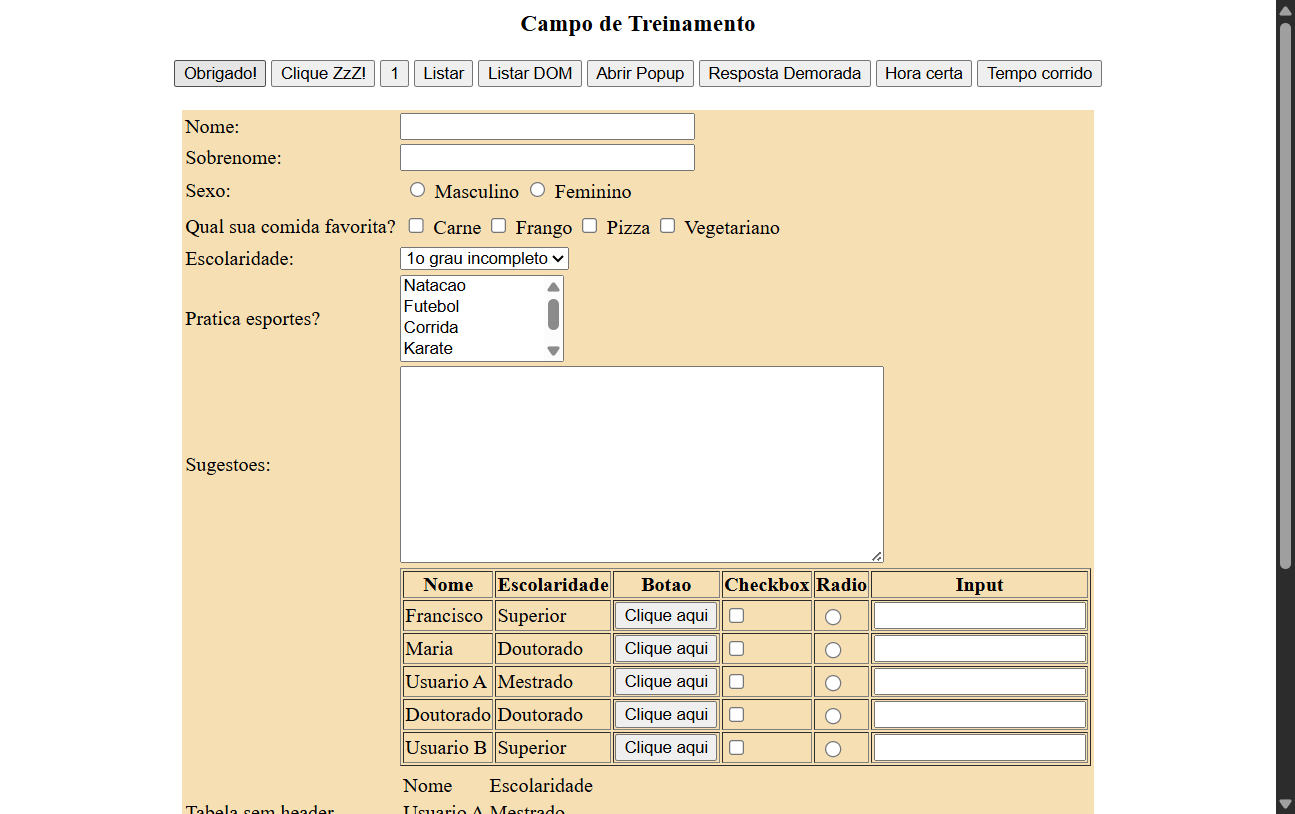 Campo de Treinamento
Obrigado! Clique ZzZ! 1 Listar Listar DOM Abrir Popup Resposta Demorada Hora certa Tempo corrido
Nome:
Sobrenome:
Sexo: Masculino Feminino
Qual sua comida favorita? Carne Frango Pizza Vegetariano
Escolaridade: 1o grau incompleto
Pratica esportes?
Natacao
Futebol
Corrida
Karate
Sugestoes:
Nome Escolaridade Botao Checkbox Radio Input
Francisco Superior Clique aqui
Maria Doutorado Clique aqui
Usuario A Mestrado Clique aqui
Doutorado Doutorado Clique aqui
Usuario B Superior Clique aqui
Nome Escolaridade
Tabela sem header Usuario A Mestrado